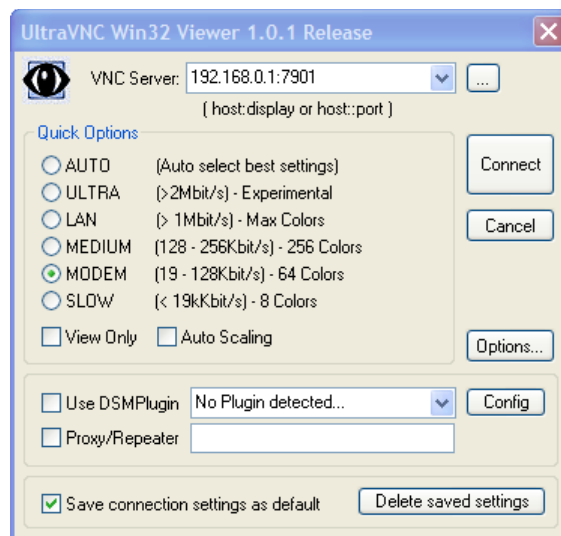 UltraVNC Win32 Viewer 1.0.1 Release
VNC Server: 192.168.0.1:7901 ...
( host:display or host::port )
Quick Options
AUTO (Auto select best settings)
ULTRA (>2Mbit/s) - Experimental
LAN (> 1Mbit/s) - Max Colors
MEDIUM (128 - 256Kbit/s) - 256 Colors
MODEM (19 - 128Kbit/s) - 64 Colors
SLOW (< 19kKbit/s) - 8 Colors
View Only Auto Scaling
Connect
Cancel
Options...
Use DSMPlugin No Plugin detected... Config
Proxy/Repeater
Save connection settings as default Delete saved settings